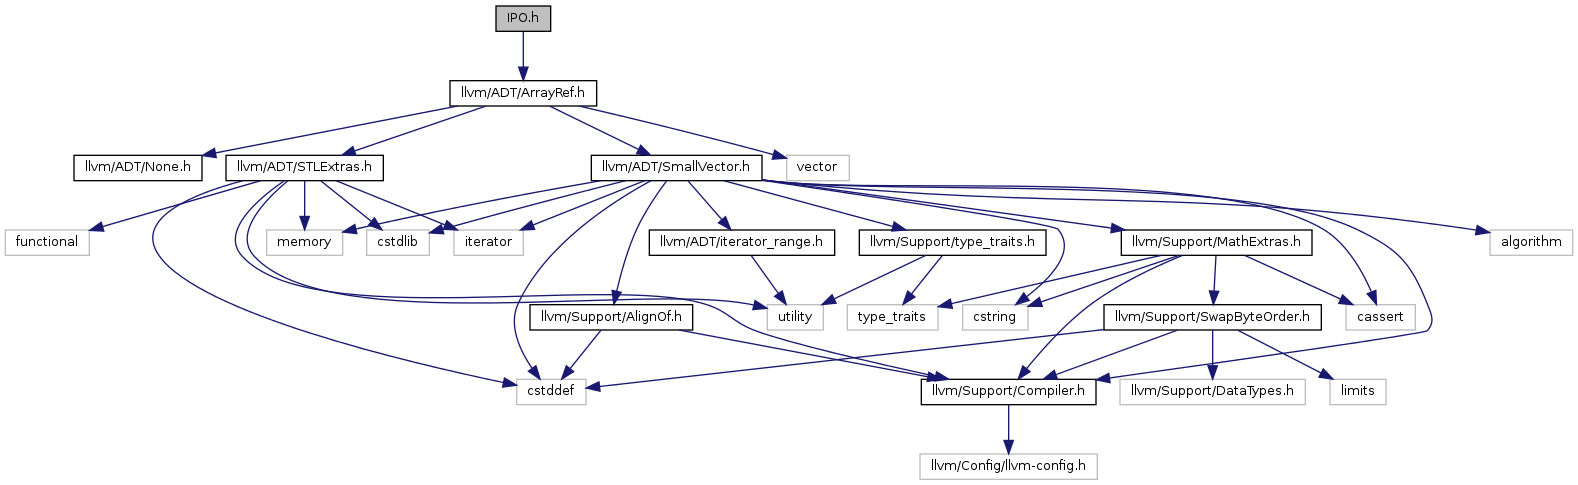 IPO.h
llvm/ADT/ArrayRef.h
llvm/ADT/None.h
llvm/ADT/STLExtras.h
llvm/ADT/SmallVector.h
vector
functional
memory
cstdlib
iterator
llvm/ADT/iterator_range.h
llvm/Support/type_traits.h
llvm/Support/MathExtras.h
algorithm
llvm/Support/AlignOf.h
utility
type_traits
cstring
llvm/Support/SwapByteOrder.h
cassert
cstddef
llvm/Support/Compiler.h
llvm/Support/DataTypes.h
limits
llvm/Config/llvm-config.h